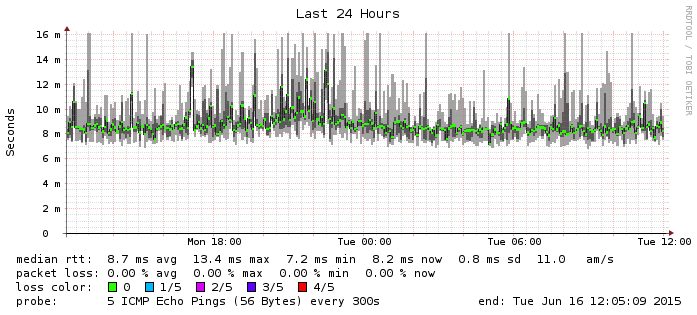 Last 24 Hours
RRDTOOL / TOBI OETIKER
Seconds
16 m
14 m
12 m
10 m
8 m
6 m
4 m
2 m
0
Mon 18:00 Tue 00:00 Tue 06:00 Tue 12:00
median rtt: 8.7 ms avg 13.4 ms max 7.2 ms min 8.2 ms now 0.8 ms sd 11.0 am/s
packet loss: 0.00 % avg 0.00 % max 0.00 % min 0.00 % now
loss color: 0 1/5 2/5 3/5 4/5
probe: 5 ICMP Echo Pings (56 Bytes) every 300s end: Tue Jun 16 12:05:09 2015